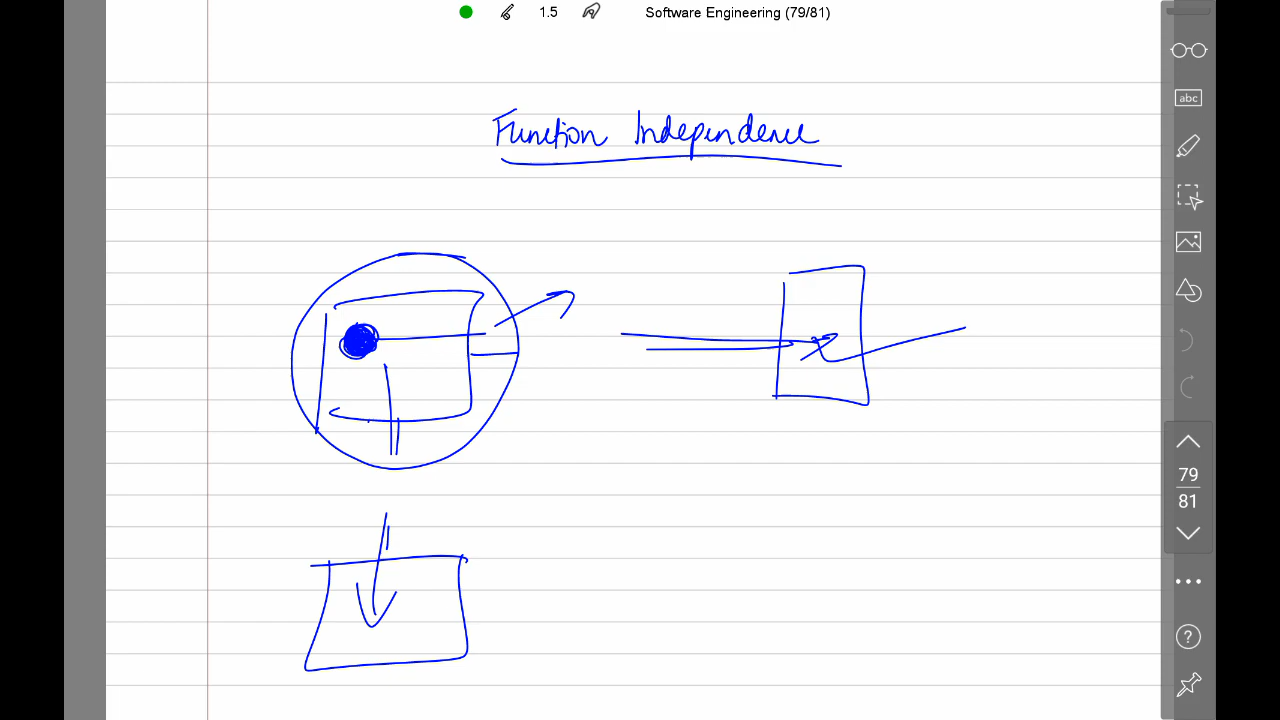 1.5 Software Engineering (79/81)
Function Independence
abc
79
81
?